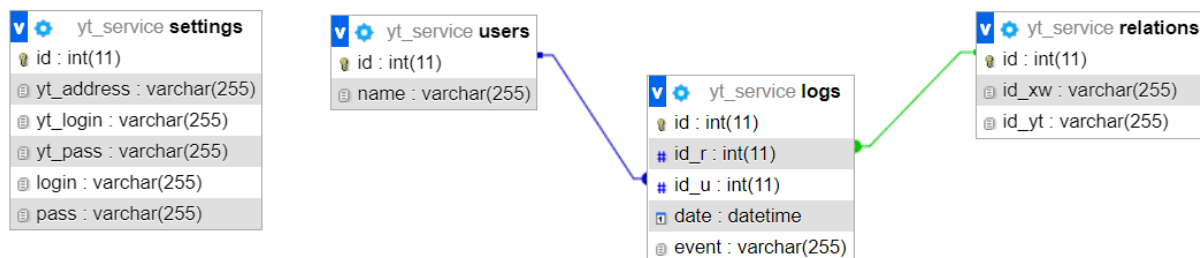 v yt_service settings
id : int(11)
yt_address : varchar(255)
yt_login : varchar(255)
yt_pass : varchar(255)
login : varchar(255)
pass : varchar(255)
v yt_service users
id : int(11)
name : varchar(255)
v yt_service logs
id : int(11)
# id_r : int(11)
# id_u : int(11)
date : datetime
event : varchar(255)
v yt_service relations
id : int(11)
id_xw : varchar(255)
id_yt : varchar(255)